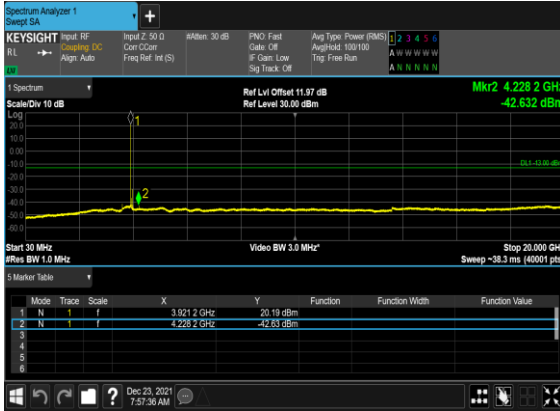 Spectrum Analyzer 1
Swept SA
+
KEYSIGHT Input: RF Input Z: 50 Ω #Atten: 30 dB PNO: Fast Avg Type: Power (RMS) 1 2 3 4 5 6
RL Coupling: DC Corr CCorr Gate: Off Avg|Hold: 100/100 A W W W W W
Align: Auto Freq Ref: Int (S) IF Gain: Low Trig: Free Run
Sig Track: Off A N N N N N
1 Spectrum Ref Lvl Offset 11.97 dB Mkr2 4.228 2 GHz
Scale/Div 10 dB Ref Level 30.00 dBm -42.632 dBm
Log
20.0 1
10.0
0.00
-10.0 DL1 -13.00 dBm
-20.0
-30.0
-40.0 2
-50.0
-60.0
Start 30 MHz Video BW 3.0 MHz* Stop 20.000 GH
#Res BW 1.0 MHz Sweep ~38.3 ms (40001 pts
5 Marker Table
Mode Trace Scale X Y Function Function Width Function Value
1 N 1 f 3.921 2 GHz 20.19 dBm
2 N 1 f 4.228 2 GHz -42.63 dBm
3
4
5
6
? Dec 23, 2021
7:57:36 AM